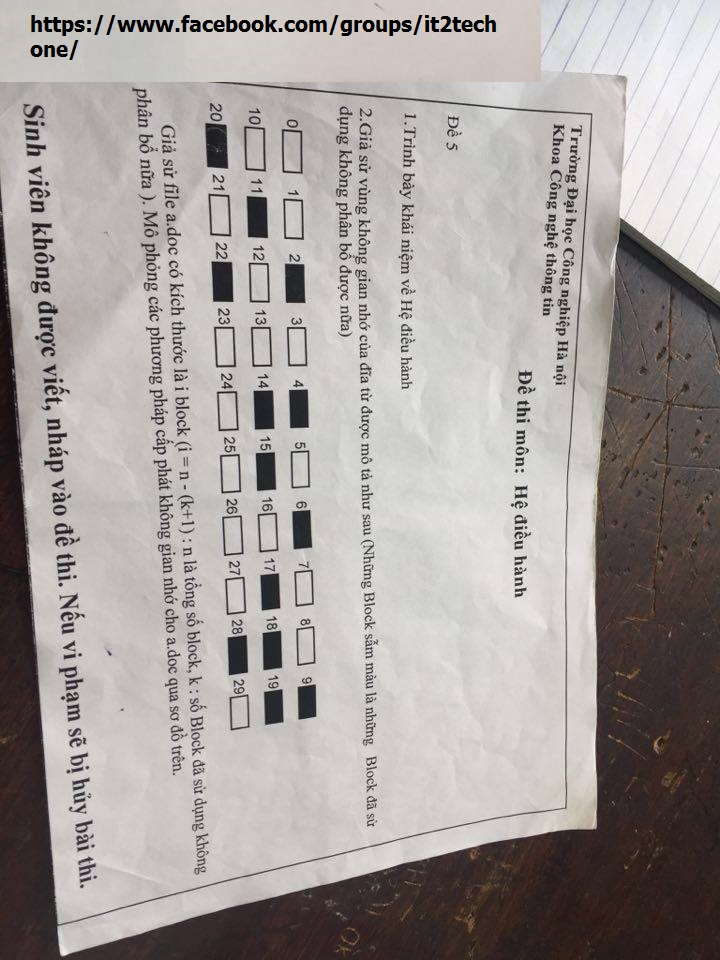 https://www.facebook.com/groups/it2tech
one/
Trường Đại học Công nghiệp Hà nội
Khoa Công nghệ thông tin
Đề thi môn: Hệ điều hành
Đề 5
1.Trình bày khái niệm về Hệ điều hành
2.Giả sử vùng không gian nhớ của đĩa từ được mô tả như sau (Những Block sẫm màu là những Block đã sử
dụng không phân bổ được nữa)
0 1 2 3 4 5 6 7 8 9
10 11 12 13 14 15 16 17 18 19
20 21 22 23 24 25 26 27 28 29
Giả sử file a.doc có kích thước là i block (i = n - (k+1) : n là tổng số block, k : số Block đã sử dụng không
phân bổ nữa ). Mô phỏng các phương pháp cấp phát không gian nhớ cho a.doc qua sơ đồ trên.
Sinh viên không được viết, nháp vào đề thi. Nếu vi phạm sẽ bị hủy bài thi.